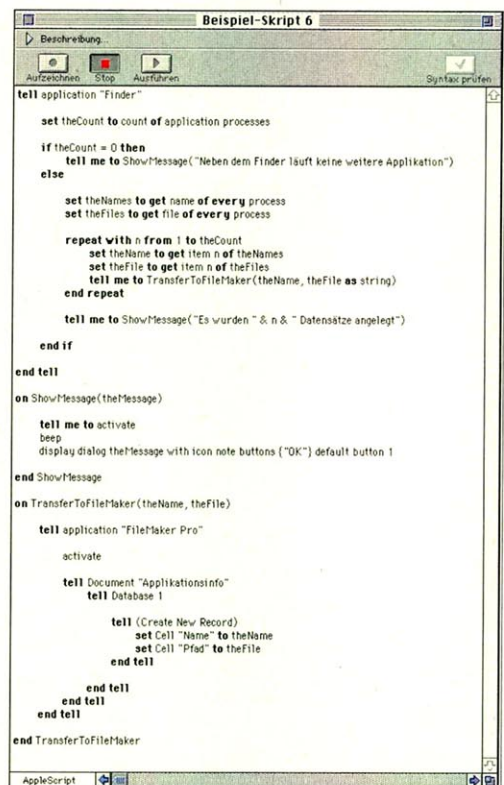 Beispiel-Skript 6
Beschreibung...
Aufzeichnen Stop Ausführen Syntax prüfen
tell application "Finder"
set theCount to count of application processes
if theCount = 0 then
tell me to ShowMessage("Neben dem Finder läuft keine weitere Applikation")
else
set theNames to get name of every process
set theFiles to get file of every process
repeat with n from 1 to theCount
set theName to get item n of theNames
set theFile to get item n of theFiles
tell me to TransferToFileMaker(theName, theFile as string)
end repeat
tell me to ShowMessage("Es wurden " & n & " Datensätze angelegt")
end if
end tell
on ShowMessage(theMessage)
tell me to activate
beep
display dialog theMessage with icon note buttons {"OK"} default button 1
end ShowMessage
on TransferToFileMaker(theName, theFile)
tell application "FileMaker Pro"
activate
tell Document "Applikationsinfo"
tell Database 1
tell (Create New Record)
set Cell "Name" to theName
set Cell "Pfad" to theFile
end tell
end tell
end tell
end tell
end TransferToFileMaker
AppleScript